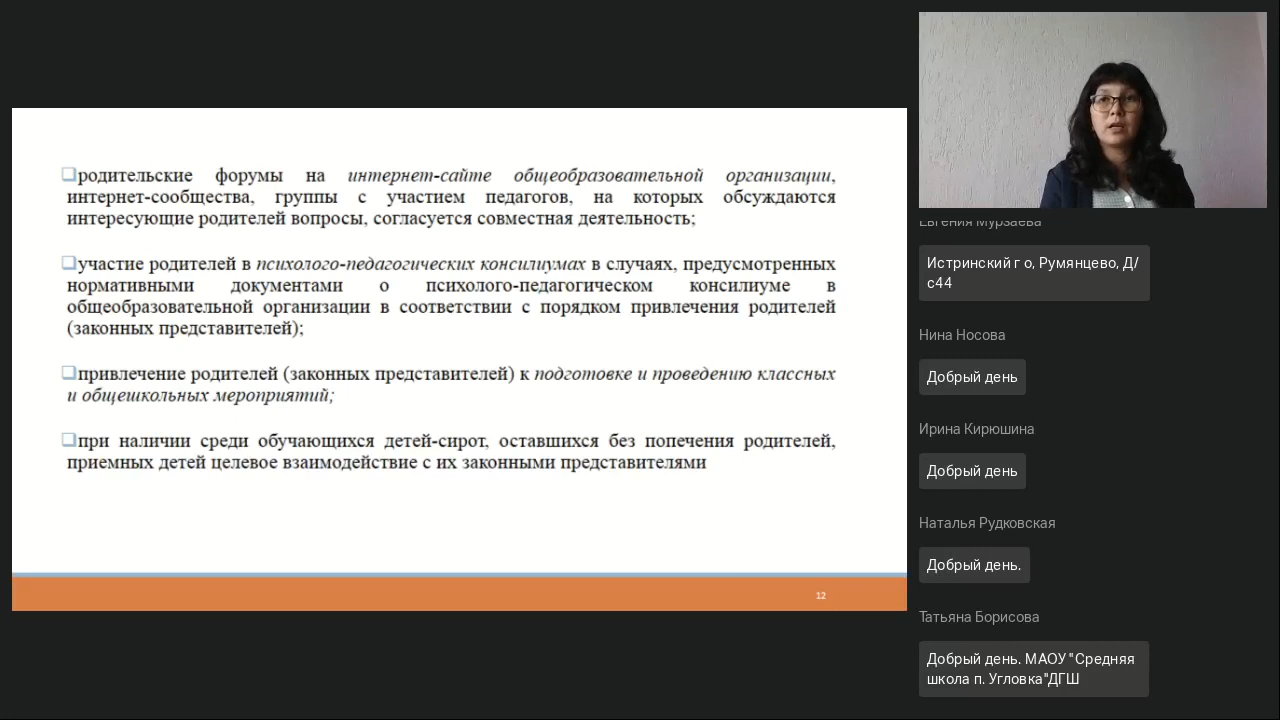 родительские форумы на интернет-сайте общеобразовательной организации,
интернет-сообщества, группы с участием педагогов, на которых обсуждаются
интересующие родителей вопросы, согласуется совместная деятельность;
участие родителей в психолого-педагогических консилиумах в случаях, предусмотренных
нормативными документами о психолого-педагогическом консилиуме в
общеобразовательной организации в соответствии с порядком привлечения родителей
(законных представителей);
привлечение родителей (законных представителей) к подготовке и проведению классных
и общешкольных мероприятий;
при наличии среди обучающихся детей-сирот, оставшихся без попечения родителей,
приемных детей целевое взаимодействие с их законными представителями
12
Евгения Мурзаева
Истринский г о, Румянцево, Д/
с44
Нина Носова
Добрый день
Ирина Кирюшина
Добрый день
Наталья Рудковская
Добрый день.
Татьяна Борисова
Добрый день. МАОУ "Средняя
школа п. Угловка"ДГШ